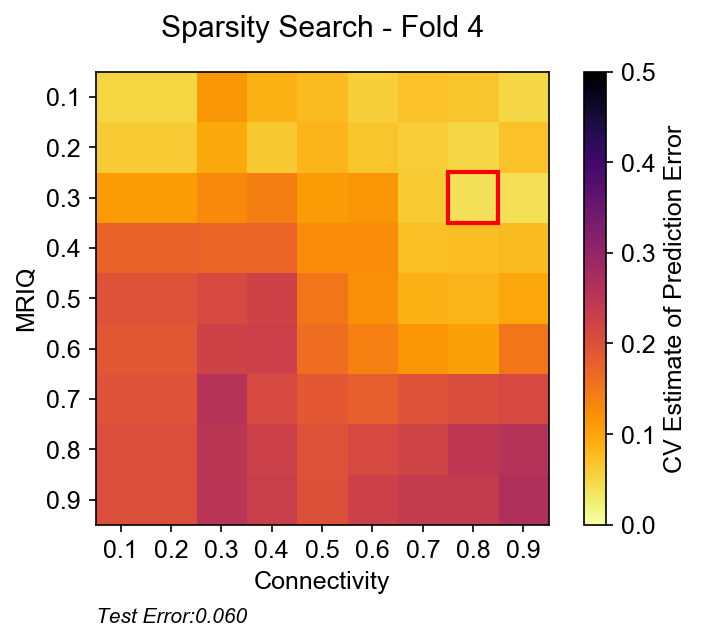 Sparsity Search - Fold 4
0.1
0.2
0.3
0.4
0.5
0.6
0.7
0.8
0.9
MRIQ
0.1 0.2 0.3 0.4 0.5 0.6 0.7 0.8 0.9
Connectivity
Test Error:0.060
0.5
0.4
0.3
0.2
0.1
0.0
CV Estimate of Prediction Error